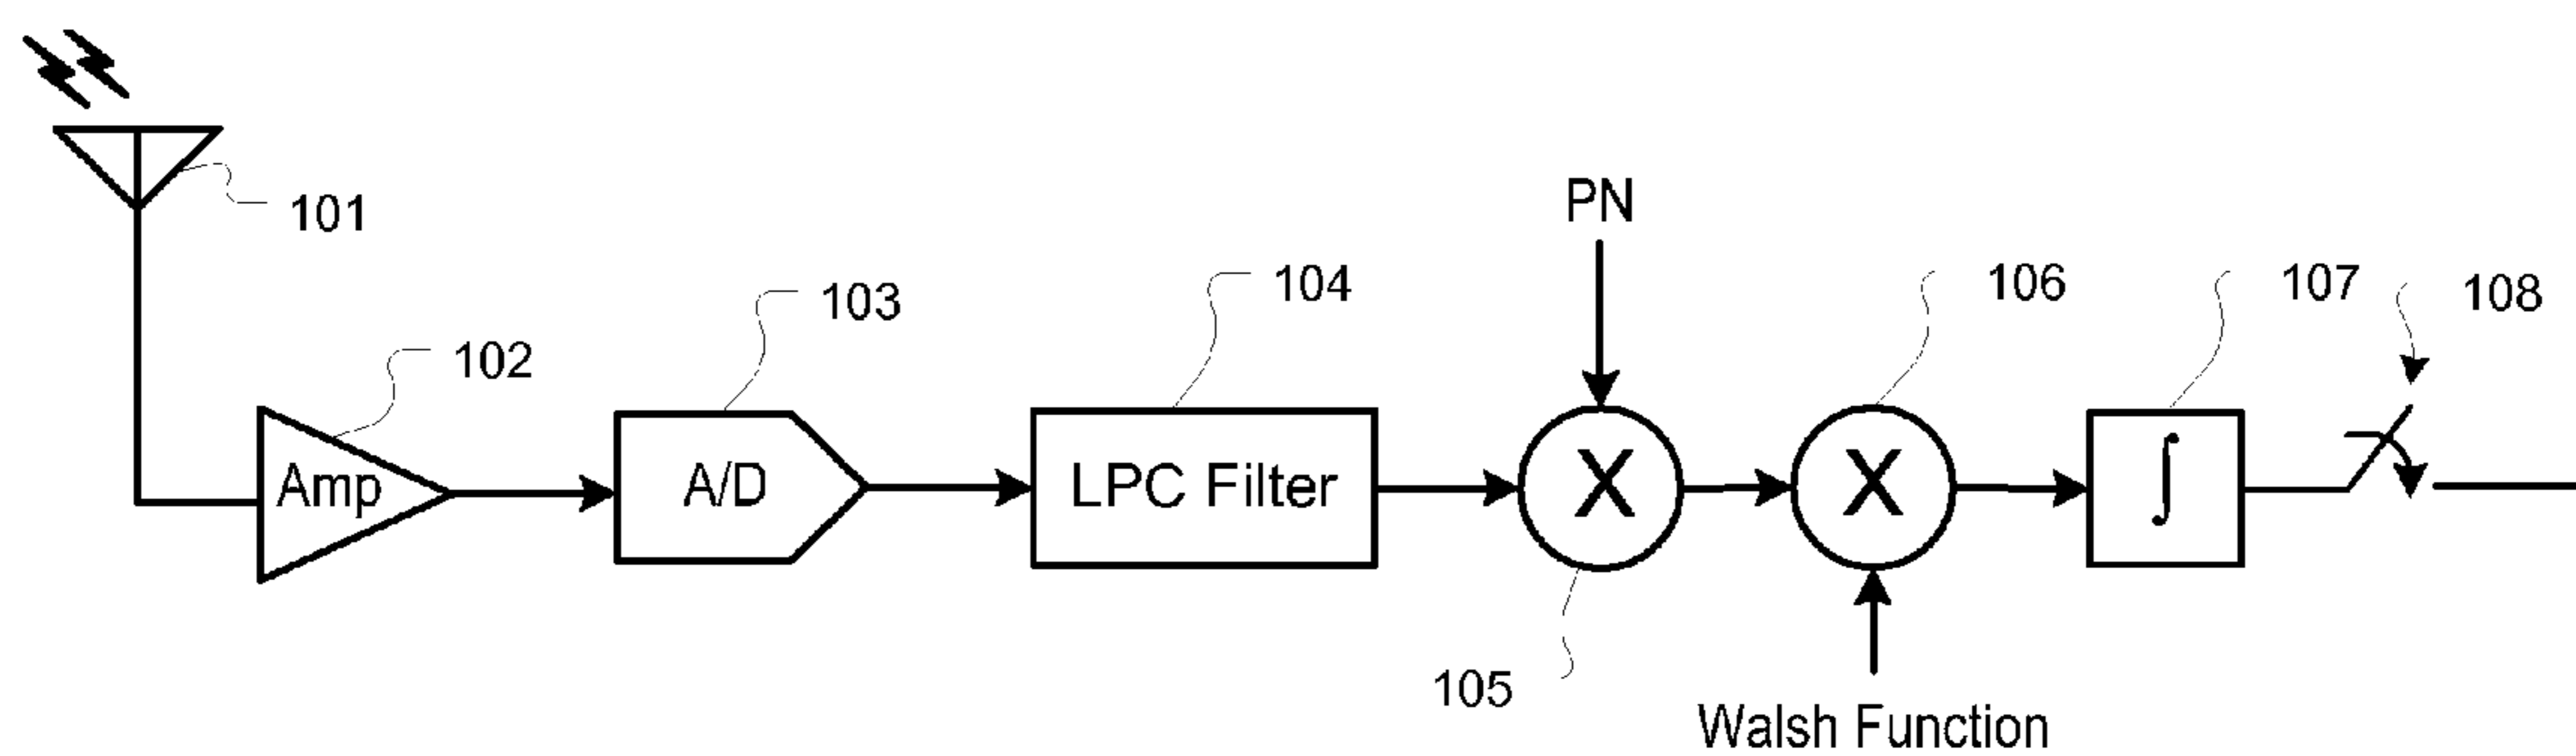 101
102
Amp
103
A/D
104
LPC Filter
PN
X
105
106
X
Walsh Function
107
∫
108